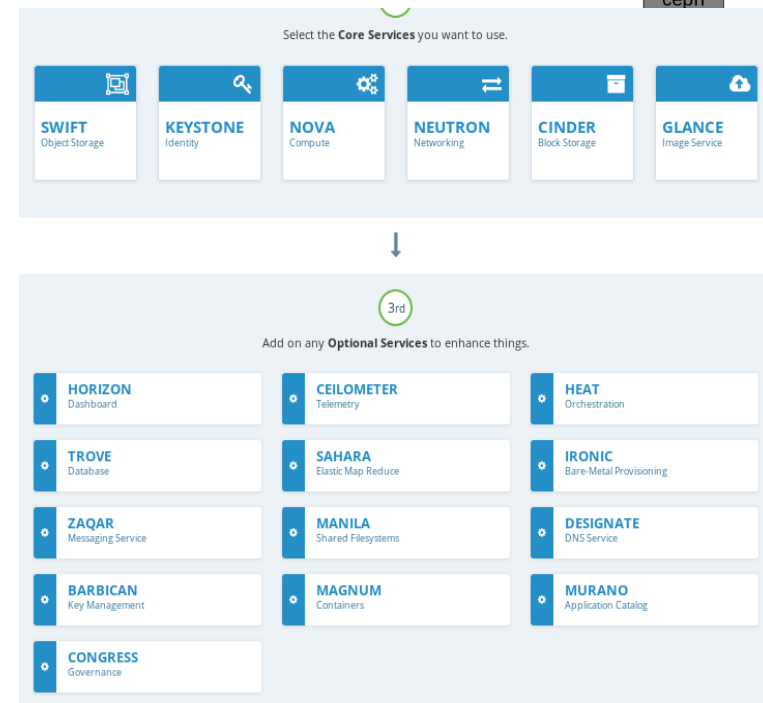 ceph
Select the Core Services you want to use.
SWIFT
Object Storage
KEYSTONE
Identity
NOVA
Compute
NEUTRON
Networking
CINDER
Block Storage
GLANCE
Image Service
3rd
Add on any Optional Services to enhance things.
HORIZON
Dashboard
CEILOMETER
Telemetry
HEAT
Orchestration
TROVE
Database
SAHARA
Elastic Map Reduce
IRONIC
Bare-Metal Provisioning
ZAQAR
Messaging Service
MANILA
Shared Filesystems
DESIGNATE
DNS Service
BARBICAN
Key Management
MAGNUM
Containers
MURANO
Application Catalog
CONGRESS
Governance